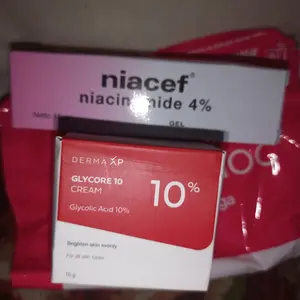 niacef®
niacinamide 4%
GEL
DERMA XP
GLYCORE 10
CREAM
10%
Glycolic Acid 10%
Brighten skin evenly
For all skin types